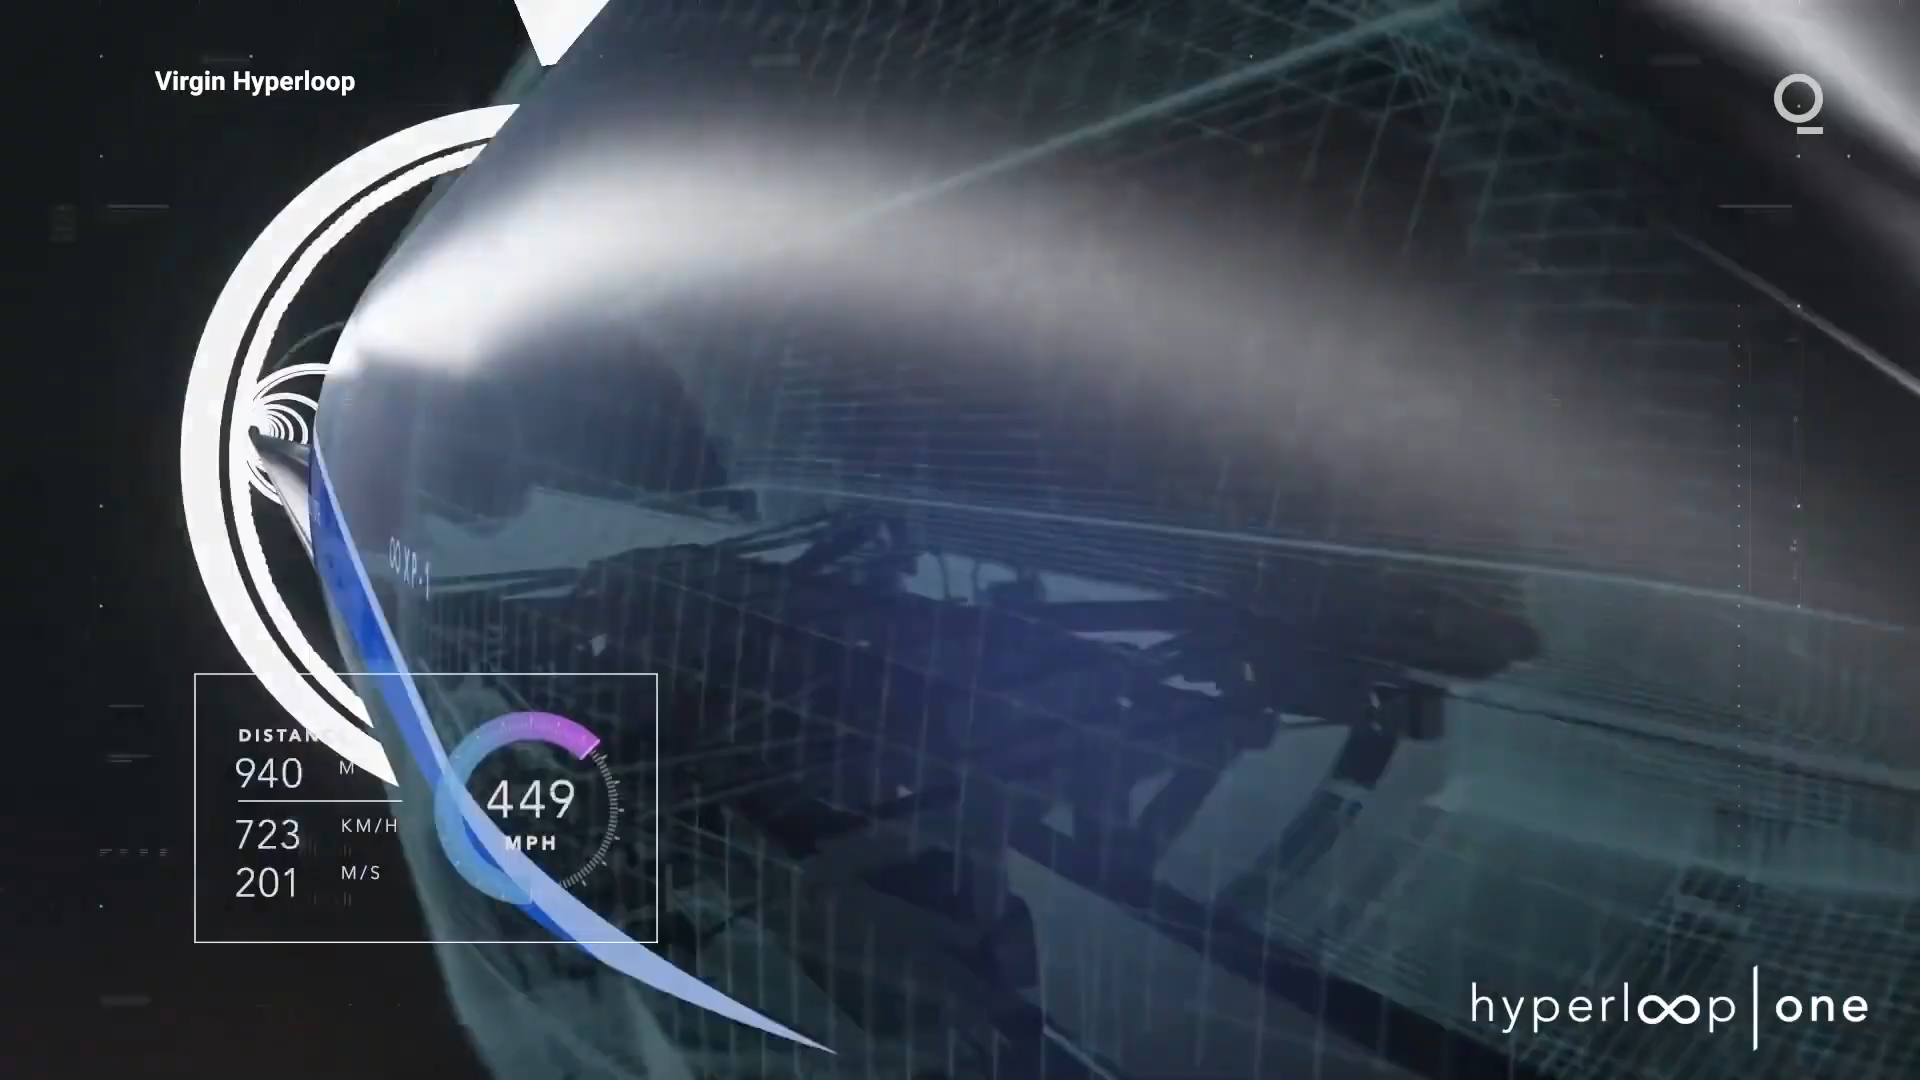 Virgin Hyperloop
∞ XP-1
DISTANC
940 M
723 KM/H
201 M/S
449
MPH
hyperloop | one